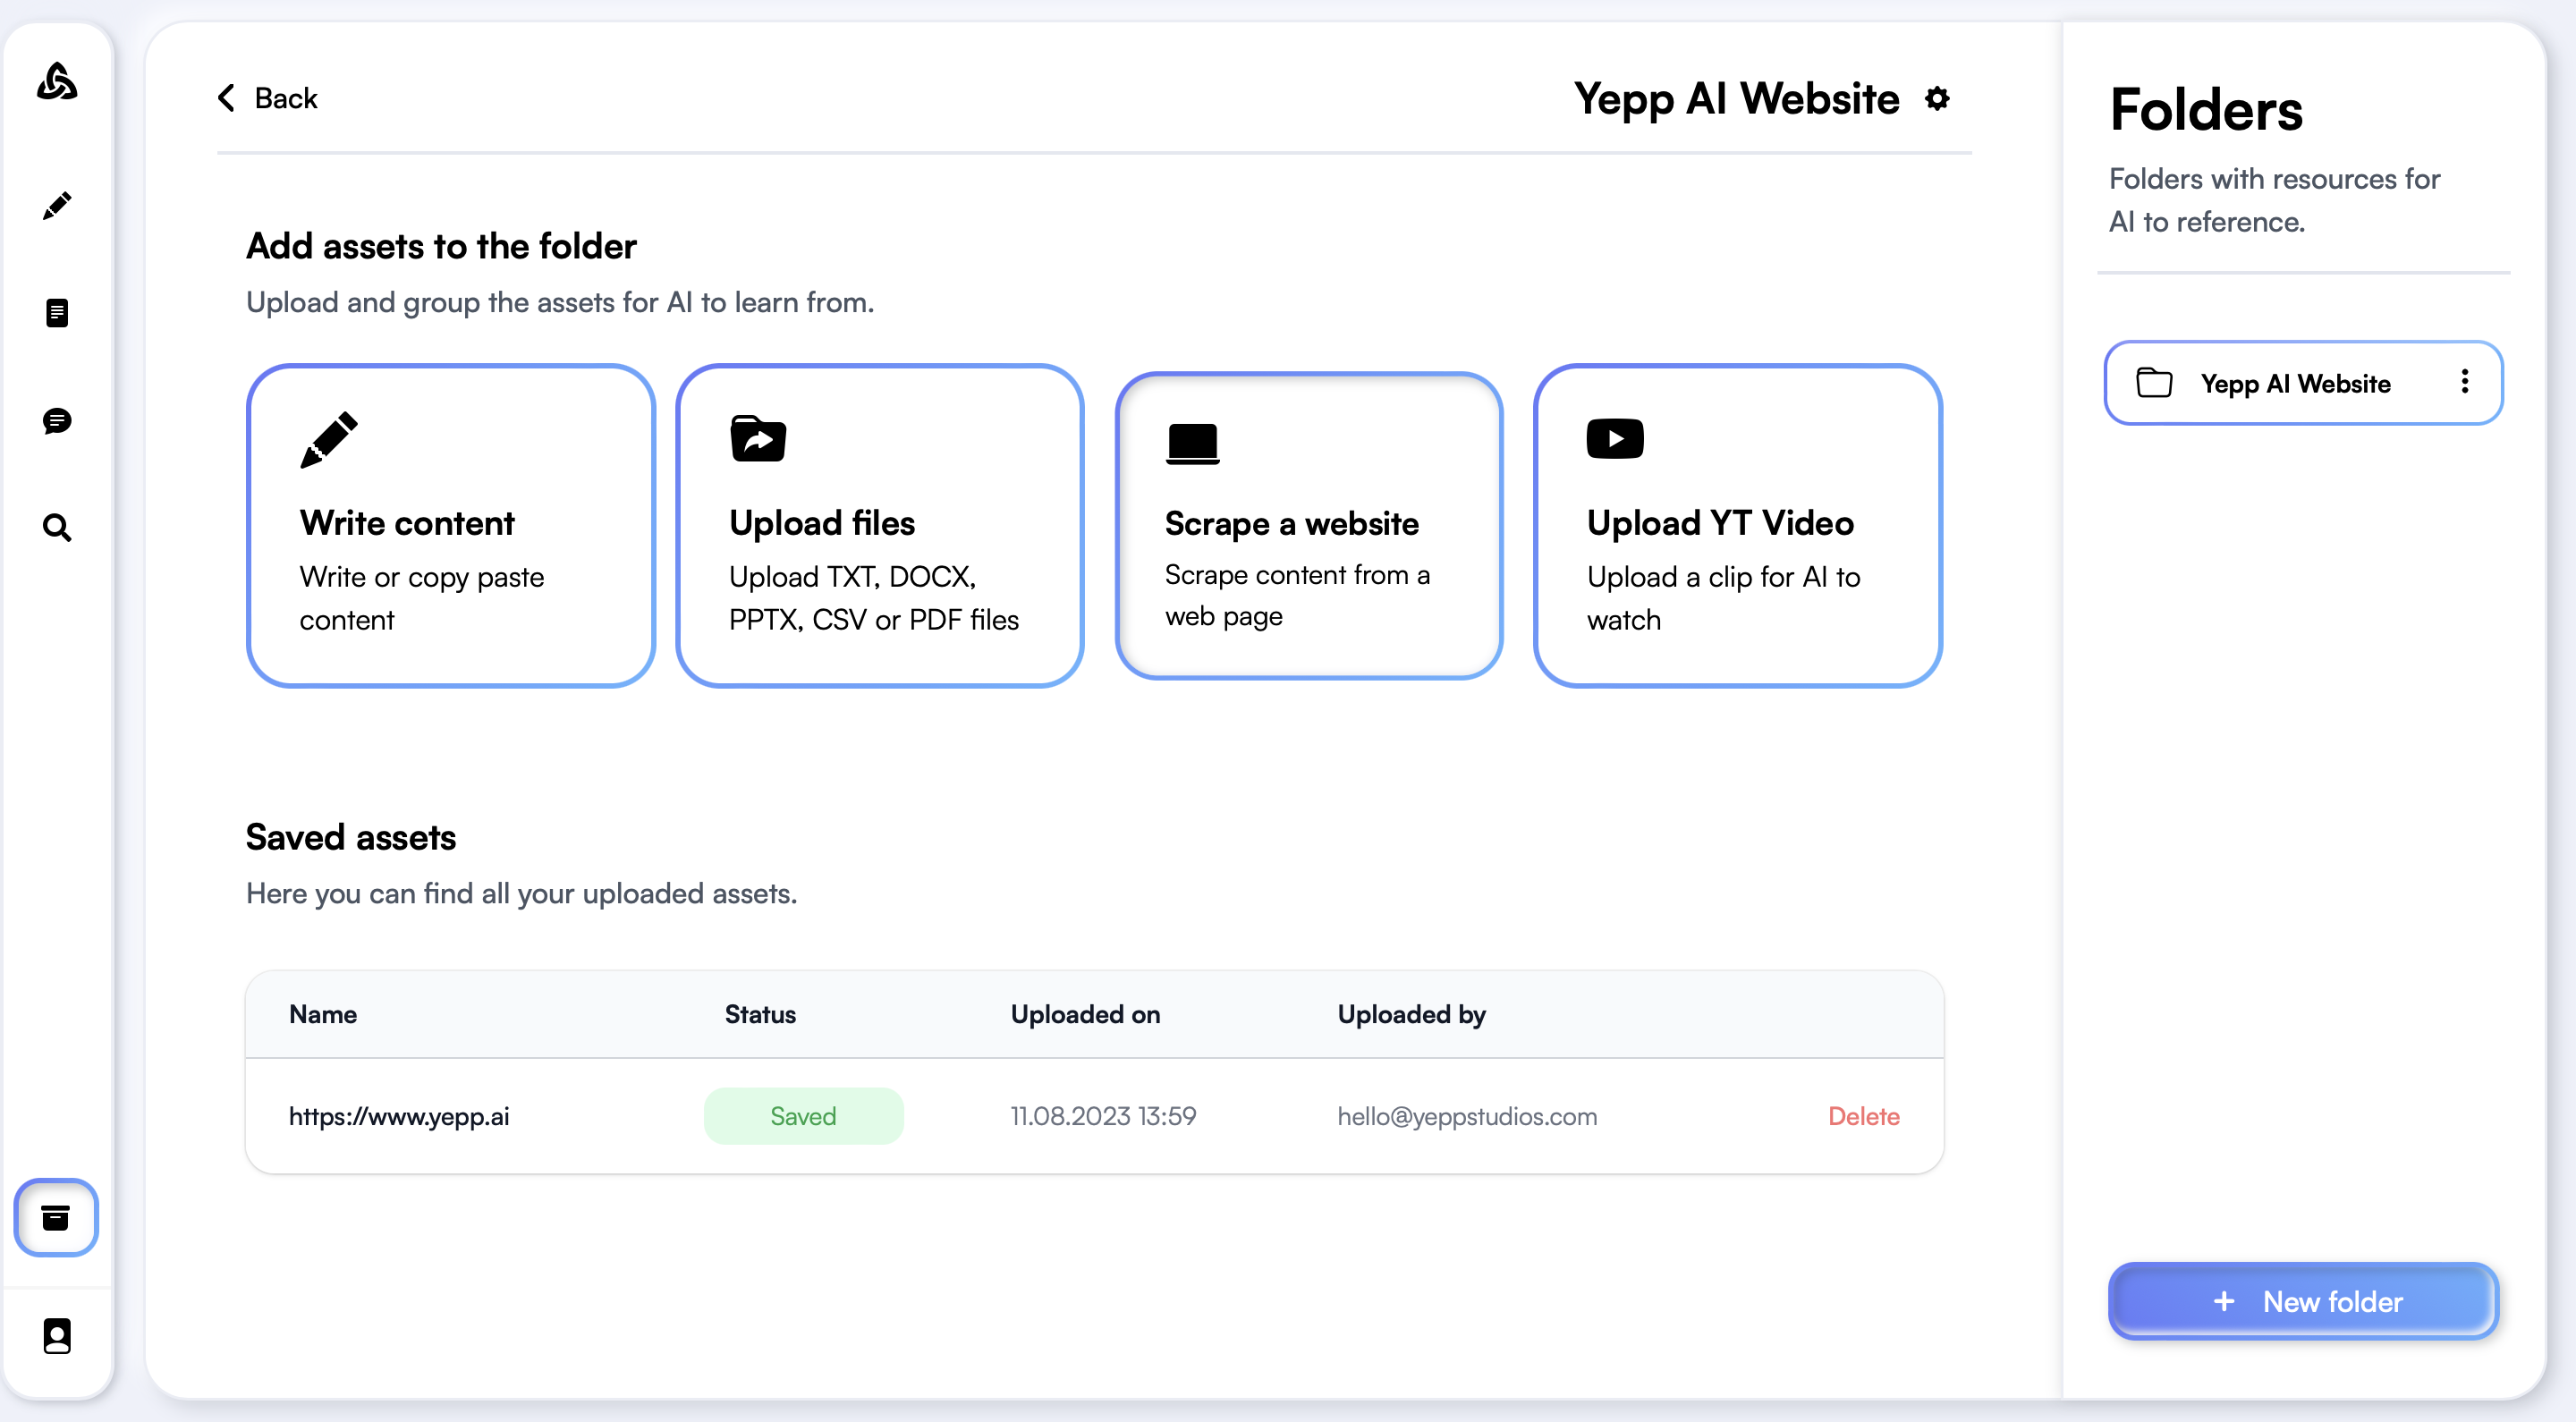 Back
Yepp AI Website
Add assets to the folder
Upload and group the assets for AI to learn from.
Write content
Write or copy paste
content
Upload files
Upload TXT, DOCX,
PPTX, CSV or PDF files
Scrape a website
Scrape content from a
web page
Upload YT Video
Upload a clip for AI to
watch
Saved assets
Here you can find all your uploaded assets.
Name Status Uploaded on Uploaded by
https://www.yepp.ai Saved 11.08.2023 13:59 hello@yeppstudios.com Delete
Folders
Folders with resources for
AI to reference.
Yepp AI Website
+ New folder